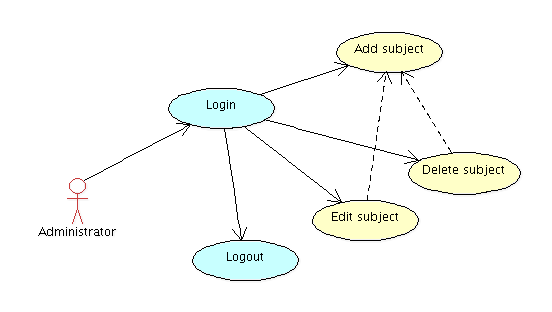 Add subject
Login
Delete subject
Edit subject
Administrator
Logout